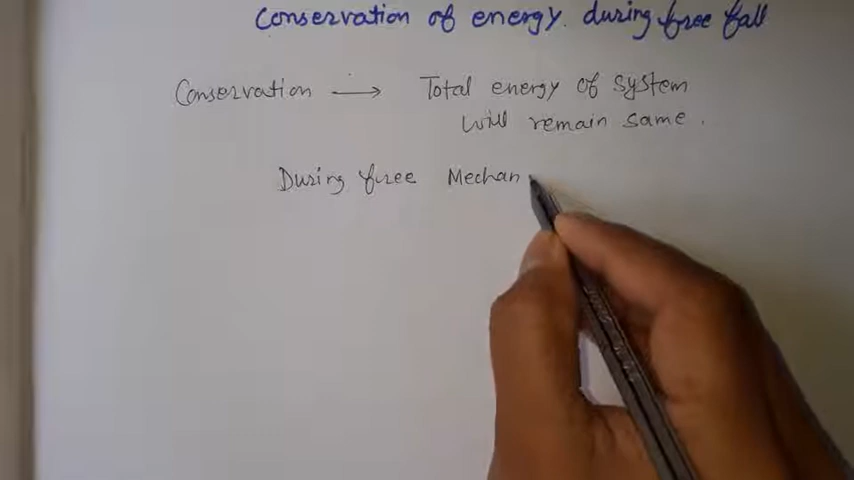 Conservation of energy during free fall
Conservation → Total energy of system
will remain same.
During free Mechan